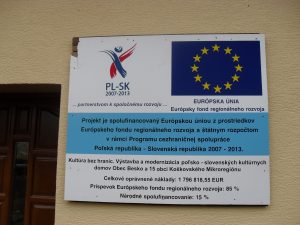 PL-SK
2007-2013
... partnerstvom k spoločnému rozvoju ...
EURÓPSKA ÚNIA
Európsky fond regionálneho rozvoja
Projekt je spolufinancovaný Európskou úniou z prostriedkov
Európskeho fondu regionálneho rozvoja a štátnym rozpočtom
v rámci Programu cezhraničnej spolupráce
Poľská republika - Slovenská republika 2007 - 2013.
Kultúra bez hraníc. Výstavba a modernizácia poľsko - slovenských kultúrnych
domov Obec Besko a 15 obcí Koškovského Mikroregiónu
Celkové oprávnené náklady: 1 796 818,55 EUR
Príspevok Európskeho fondu regionálneho rozvoja: 85 %
Národné spolufinancovanie: 15 %